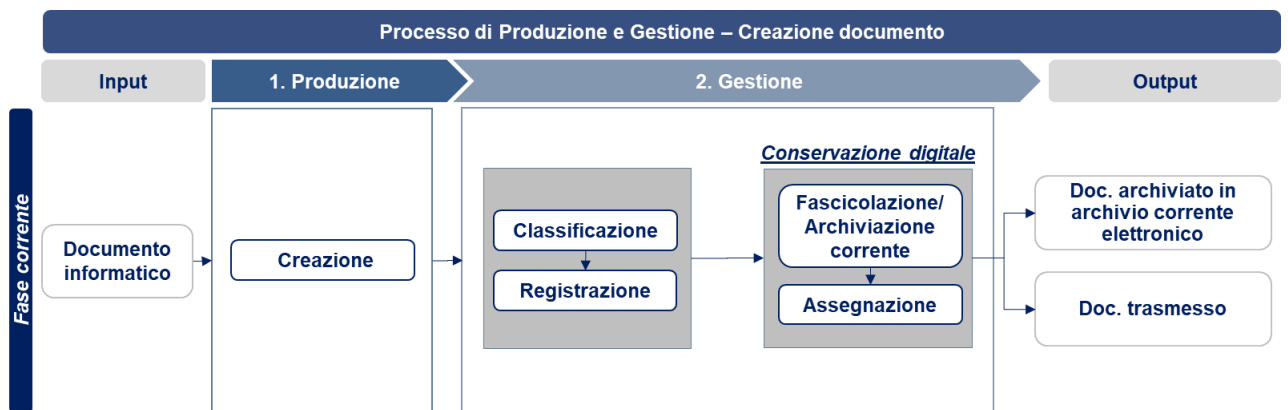 Processo di Produzione e Gestione – Creazione documento
Input
1. Produzione
2. Gestione
Output
Fase corrente
Documento
informatico
Creazione
Classificazione
Registrazione
Conservazione digitale
Fascicolazione/
Archiviazione
corrente
Assegnazione
Doc. archiviato in
archivio corrente
elettronico
Doc. trasmesso